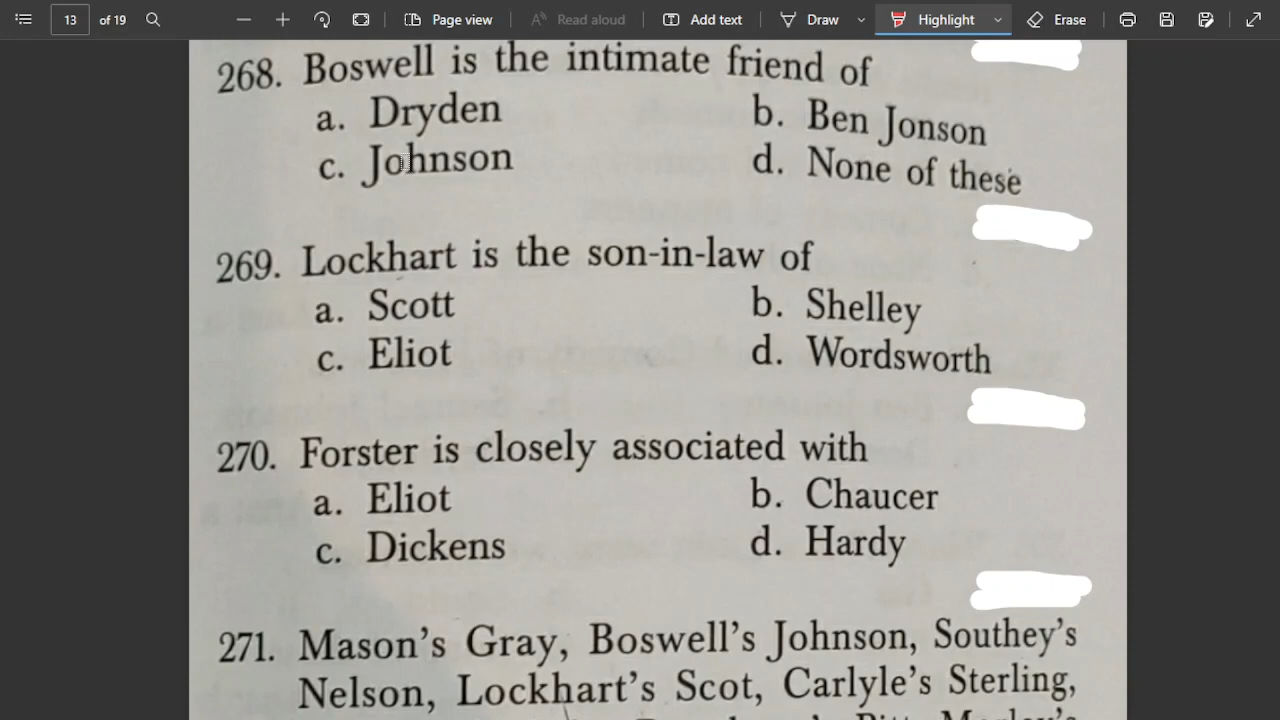 13 of 19 Page view Read aloud Add text Draw Highlight Erase
268. Boswell is the intimate friend of
a. Dryden b. Ben Jonson
c. Johnson d. None of these
269. Lockhart is the son-in-law of
a. Scott b. Shelley
c. Eliot d. Wordsworth
270. Forster is closely associated with
a. Eliot b. Chaucer
c. Dickens d. Hardy
271. Mason's Gray, Boswell's Johnson, Southey's
Nelson, Lockhart's Scot, Carlyle's Sterling,